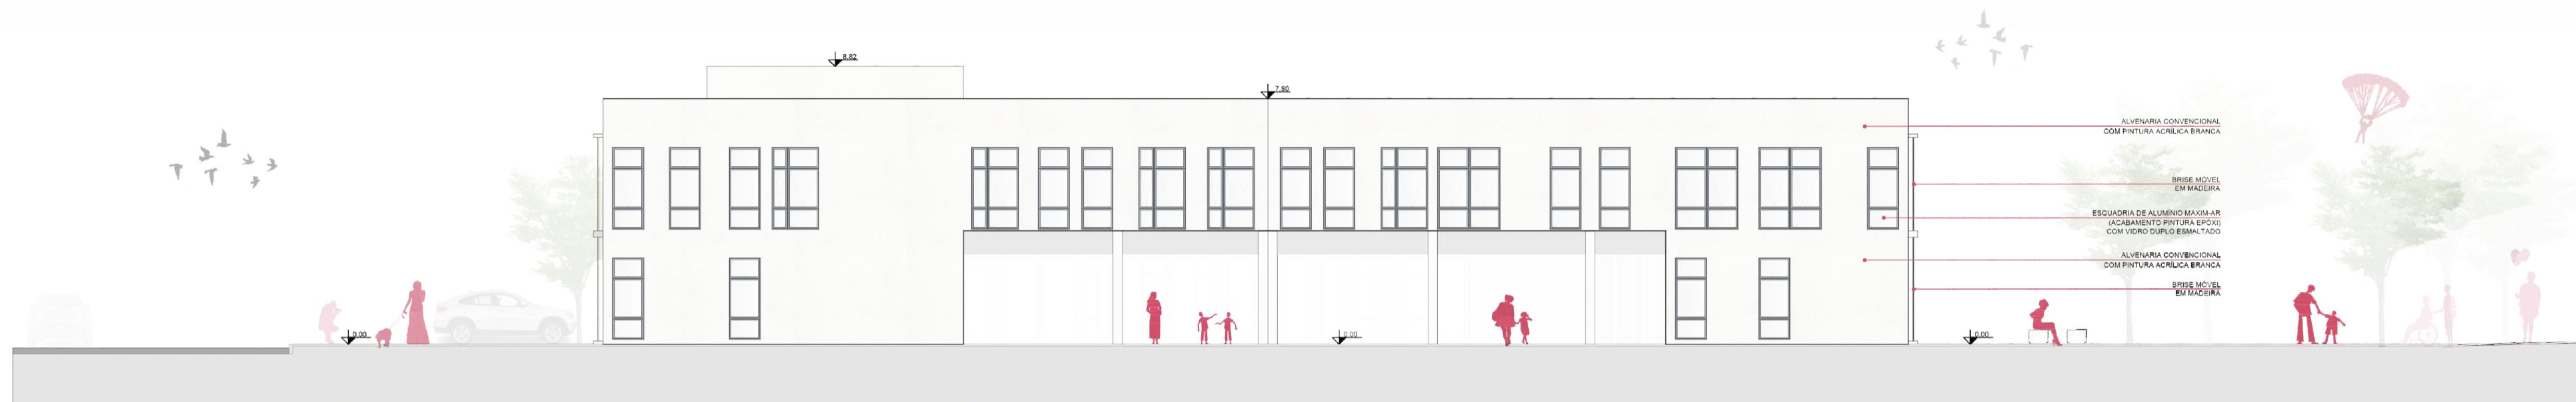 8.82
7.80
ALVENARIA CONVENCIONAL
COM PINTURA ACRÍLICA BRANCA
BRISE MÓVEL
EM MADEIRA
ESQUADRIA DE ALUMÍNIO MAXIM-AR
(ACABAMENTO PINTURA EPÓXI)
COM VIDRO DUPLO ESMALTADO
ALVENARIA CONVENCIONAL
COM PINTURA ACRÍLICA BRANCA
BRISE MÓVEL
EM MADEIRA
0.00
0.00
0.00